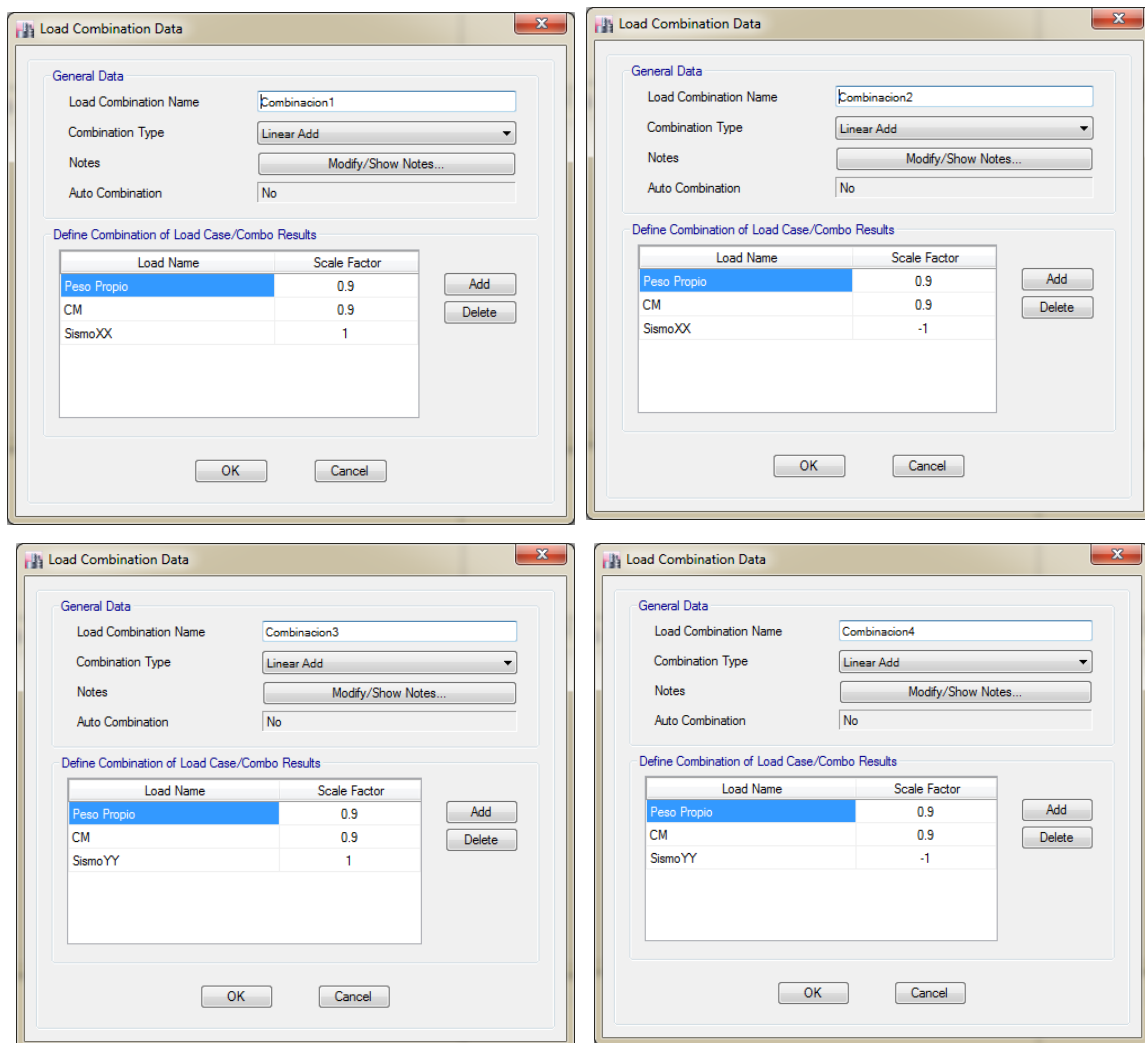 Load Combination Data
General Data
Load Combination Name Combinacion1
Combination Type Linear Add
Notes Modify/Show Notes...
Auto Combination No
Define Combination of Load Case/Combo Results
Load Name Scale Factor
Peso Propio 0.9 Add
CM 0.9 Delete
SismoXX 1
OK Cancel
Load Combination Data
General Data
Load Combination Name Combinacion2
Combination Type Linear Add
Notes Modify/Show Notes...
Auto Combination No
Define Combination of Load Case/Combo Results
Load Name Scale Factor
Peso Propio 0.9 Add
CM 0.9 Delete
SismoXX -1
OK Cancel
Load Combination Data
General Data
Load Combination Name Combinacion3
Combination Type Linear Add
Notes Modify/Show Notes...
Auto Combination No
Define Combination of Load Case/Combo Results
Load Name Scale Factor
Peso Propio 0.9 Add
CM 0.9 Delete
SismoYY 1
OK Cancel
Load Combination Data
General Data
Load Combination Name Combinacion4
Combination Type Linear Add
Notes Modify/Show Notes...
Auto Combination No
Define Combination of Load Case/Combo Results
Load Name Scale Factor
Peso Propio 0.9 Add
CM 0.9 Delete
SismoYY -1
OK Cancel